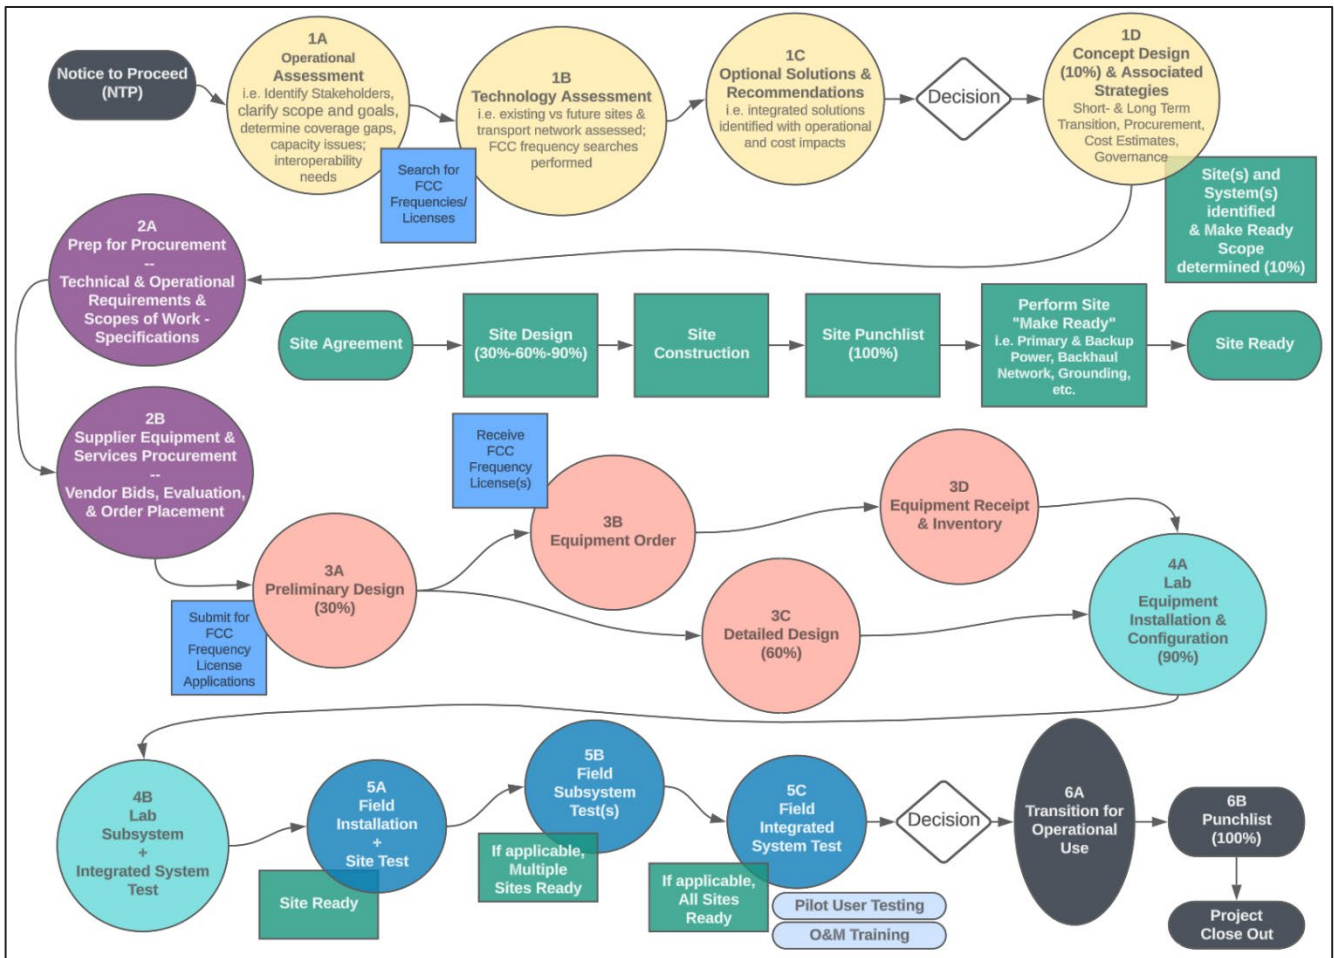 Notice to Proceed
(NTP)
1A
Operational
Assessment
i.e. Identify Stakeholders,
clarify scope and goals,
determine coverage gaps,
capacity issues;
interoperability
needs
Search for
FCC
Frequencies/
Licenses
1B
Technology Assessment
i.e. existing vs future sites &
transport network assessed;
FCC frequency searches
performed
1C
Optional Solutions &
Recommendations
i.e. integrated solutions
identified with operational
and cost impacts
Decision
1D
Concept Design
(10%) & Associated
Strategies
Short- & Long Term
Transition, Procurement,
Cost Estimates,
Governance
Site(s) and
System(s)
identified
& Make Ready
Scope
determined (10%)
2A
Prep for Procurement
--
Technical & Operational
Requirements &
Scopes of Work -
Specifications
Site Agreement
Site Design
(30%-60%-90%)
Site
Construction
Site Punchlist
(100%)
Perform Site
"Make Ready"
i.e. Primary & Backup
Power, Backhaul
Network, Grounding,
etc.
Site Ready
2B
Supplier Equipment &
Services Procurement
--
Vendor Bids, Evaluation,
& Order Placement
Submit for
FCC
Frequency
License
Applications
3A
Preliminary Design
(30%)
Receive
FCC
Frequency
License(s)
3B
Equipment Order
3C
Detailed Design
(60%)
3D
Equipment Receipt
& Inventory
4A
Lab
Equipment
Installation &
Configuration
(90%)
4B
Lab
Subsystem
+
Integrated System
Test
5A
Field
Installation
+
Site Test
Site Ready
5B
Field
Subsystem
Test(s)
If applicable,
Multiple
Sites Ready
5C
Field
Integrated
System Test
If applicable,
All Sites
Ready
Pilot User Testing
O&M Training
Decision
6A
Transition for
Operational
Use
6B
Punchlist
(100%)
Project
Close Out